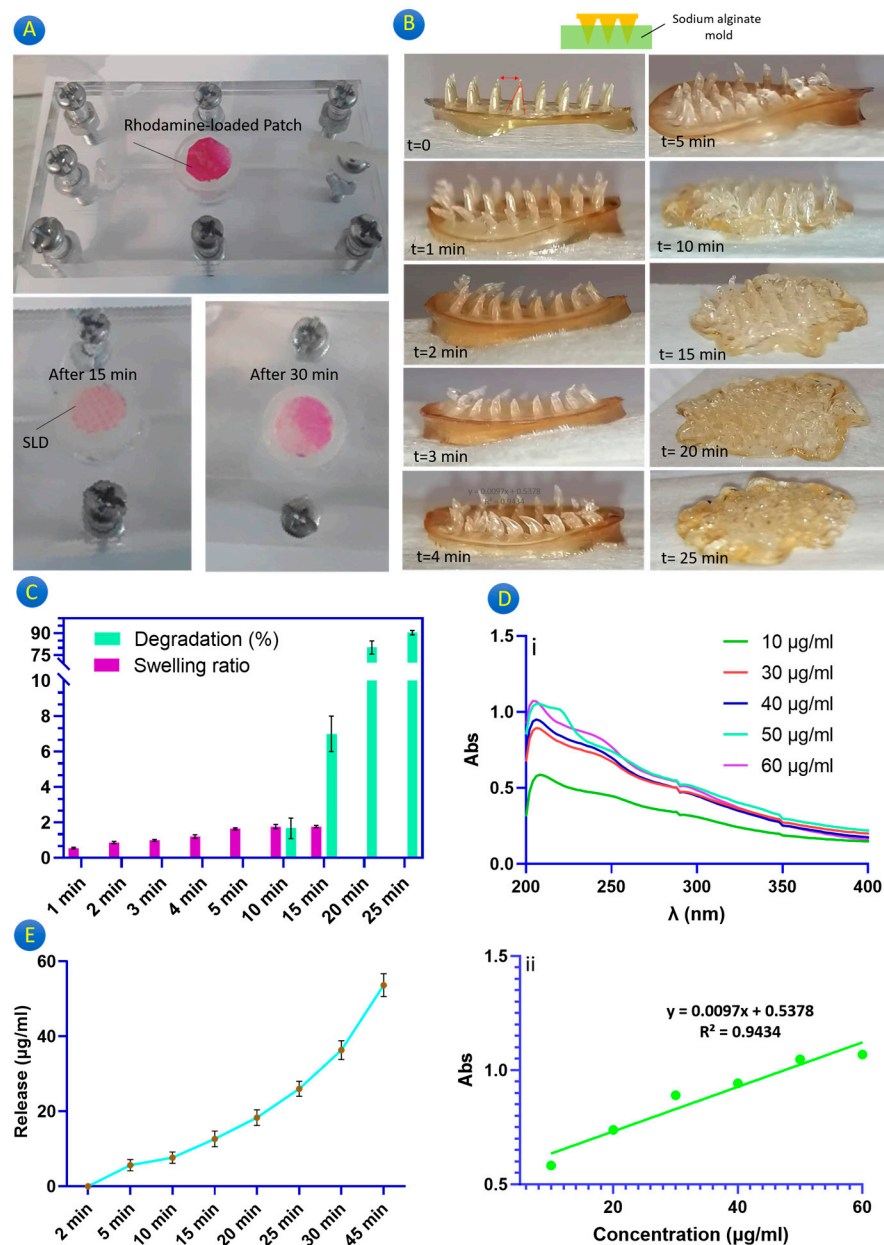 A
Rhodamine-loaded Patch
After 15 min
SLD
After 30 min
B
Sodium alginate
mold
t=0
t=5 min
t=1 min
t= 10 min
t=2 min
t= 15 min
t=3 min
t= 20 min
y = 0.0097x + 0.5378
R² = 0.9434
t=4 min
t= 25 min
C
Degradation (%)
Swelling ratio
90
75
10
8
6
4
2
0
1 min
2 min
3 min
4 min
5 min
10 min
15 min
20 min
25 min
D
i
10 µg/ml
30 µg/ml
40 µg/ml
50 µg/ml
60 µg/ml
Abs
1.5
1.0
0.5
0.0
200
250
300
350
400
λ (nm)
E
Release (µg/ml)
60
40
20
0
2 min
5 min
10 min
15 min
20 min
25 min
30 min
45 min
ii
y = 0.0097x + 0.5378
R² = 0.9434
Abs
1.5
1.0
0.5
20
40
60
Concentration (µg/ml)